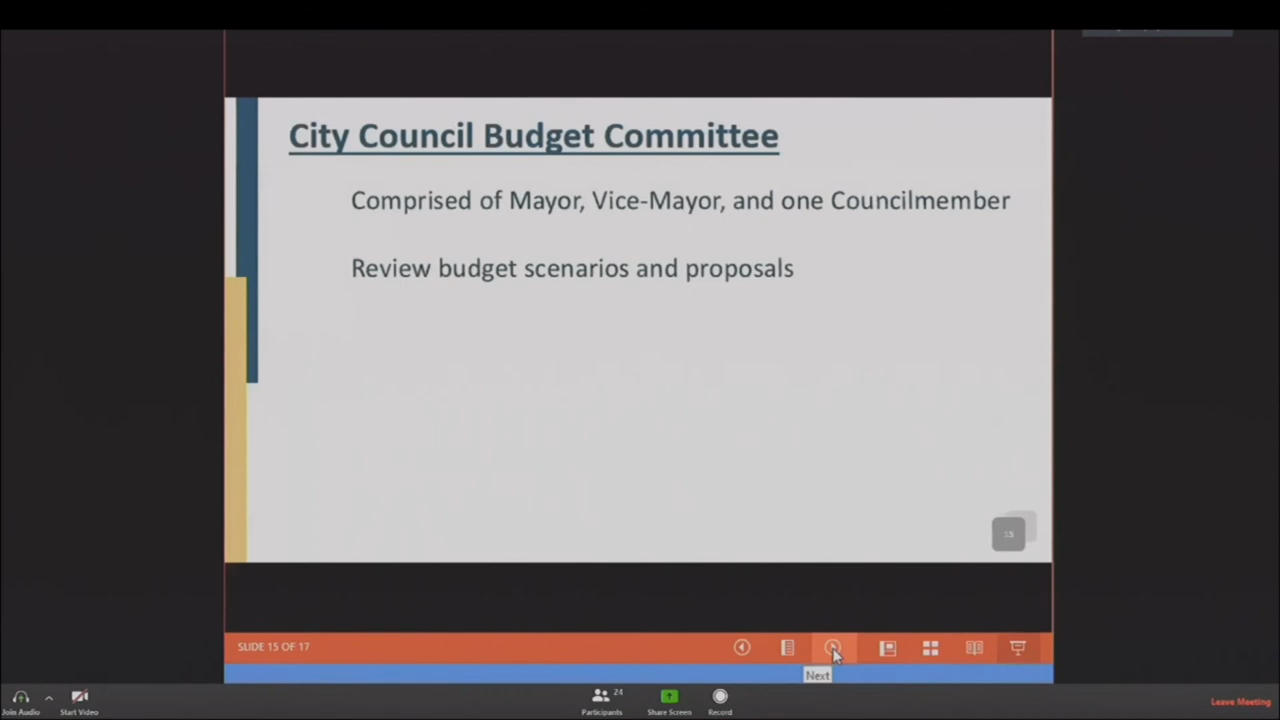 City Council Budget Committee
Comprised of Mayor, Vice-Mayor, and one Councilmember
Review budget scenarios and proposals
15
SLIDE 15 OF 17
Next
24
Join Audio
Start Video
Participants
Share Screen
Record
Leave Meeting